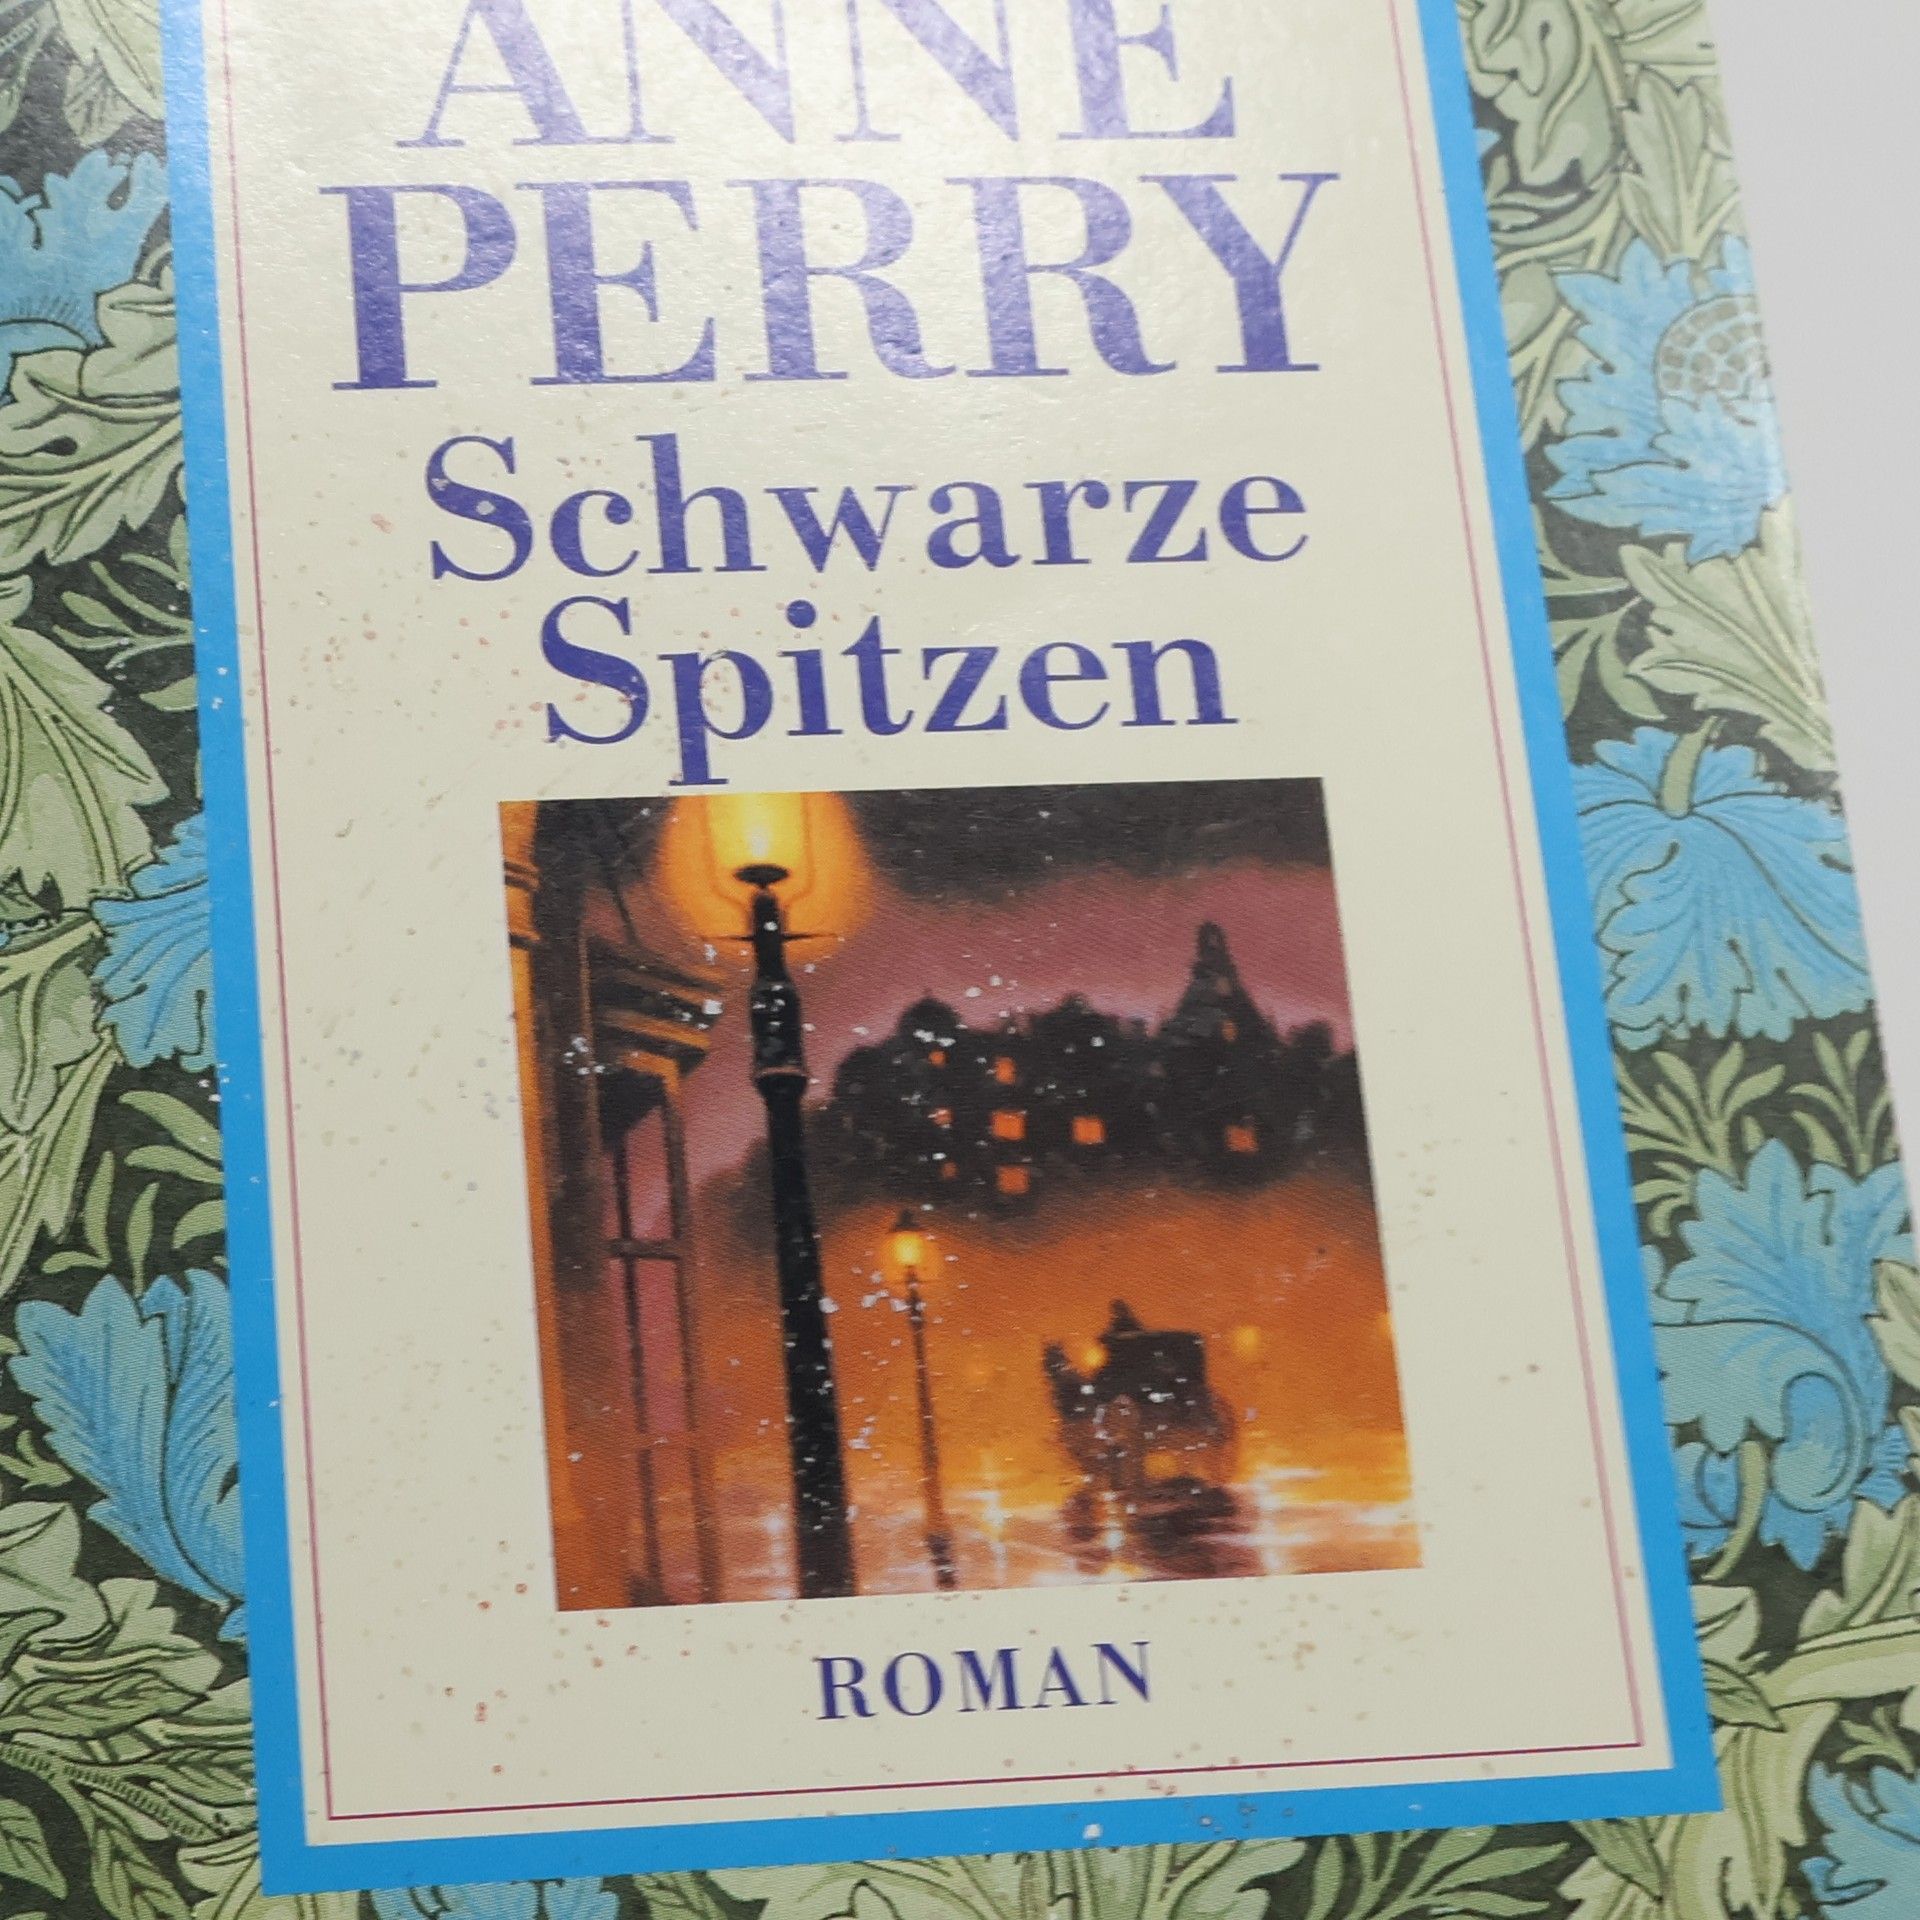 ANNE
PERRY
Schwarze
Spitzen
ROMAN